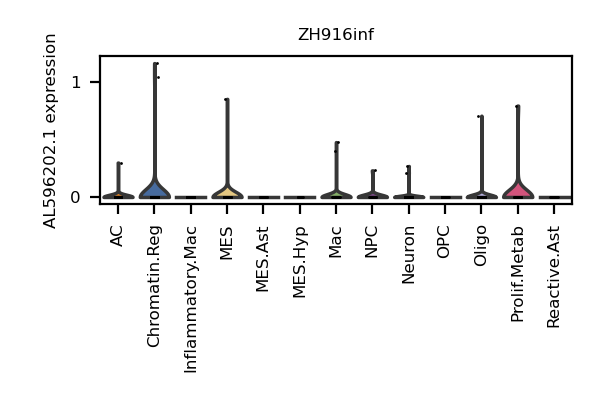 ZH916inf
AL596202.1 expression
1
0
AC
Chromatin.Reg
Inflammatory.Mac
MES
MES.Ast
MES.Hyp
Mac
NPC
Neuron
OPC
Oligo
Prolif.Metab
Reactive.Ast